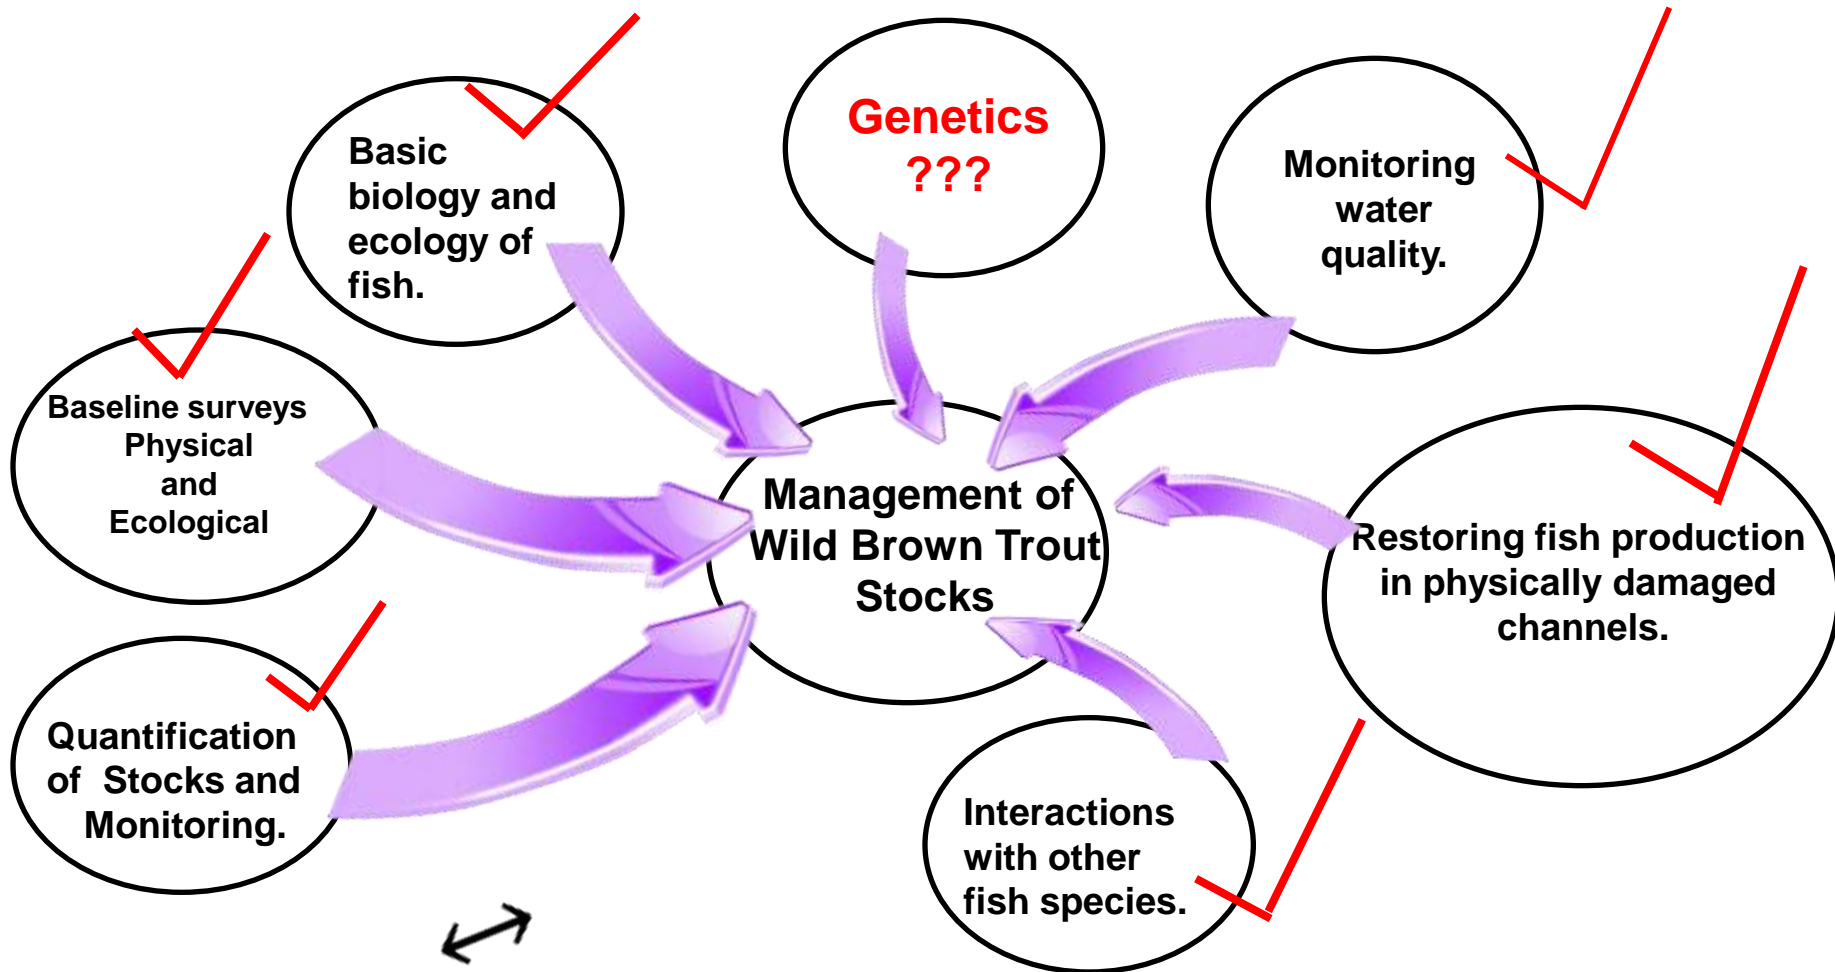 Basic
biology and
ecology of
fish.
Genetics
???
Monitoring
water
quality.
Baseline surveys
Physical
and
Ecological
Management of
Wild Brown Trout
Stocks
Restoring fish production
in physically damaged
channels.
Quantification
of Stocks and
Monitoring.
Interactions
with other
fish species.